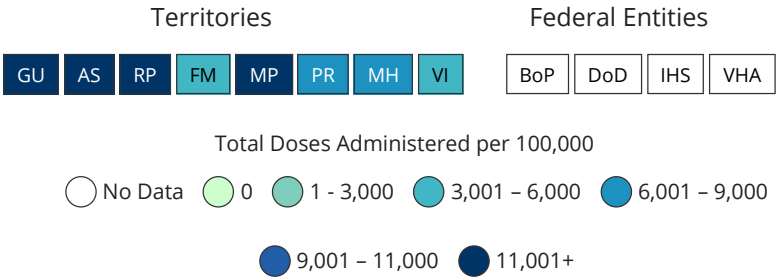 Territories Federal Entities
GU AS RP FM MP PR MH VI BoP DoD IHS VHA
Total Doses Administered per 100,000
No Data 0 1 - 3,000 3,001 – 6,000 6,001 – 9,000
9,001 – 11,000 11,001+